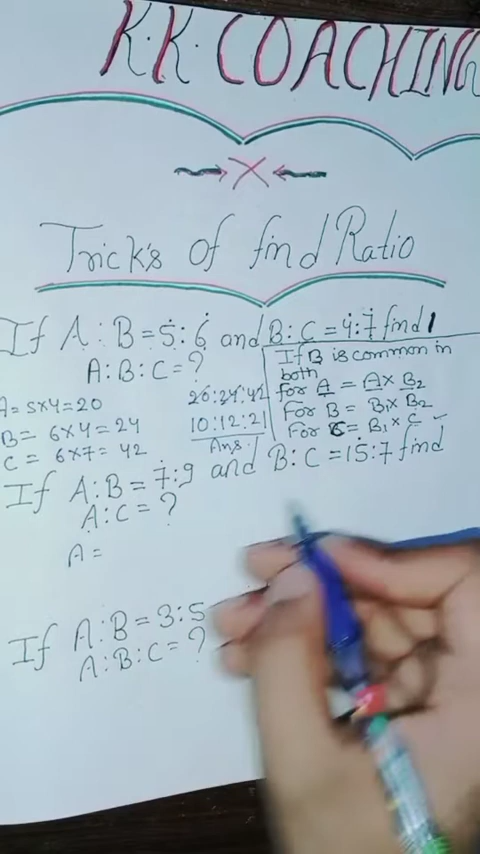 K.K. COACHING
X
Trick's of find Ratio
If A:B=5:6 and B:C=4:7 find
A:B:C=?
If B is common in
both
for A = A×B2
For B = B1×B2
For C = B1×C
A=5×4=20
B= 6×4=24
C= 6×7=42
20:24:42
10:12:21
Ans.
If A:B=7:9 and B:C=15:7 find
A:C=?
A=
If A:B=3:5
A:B:C=?